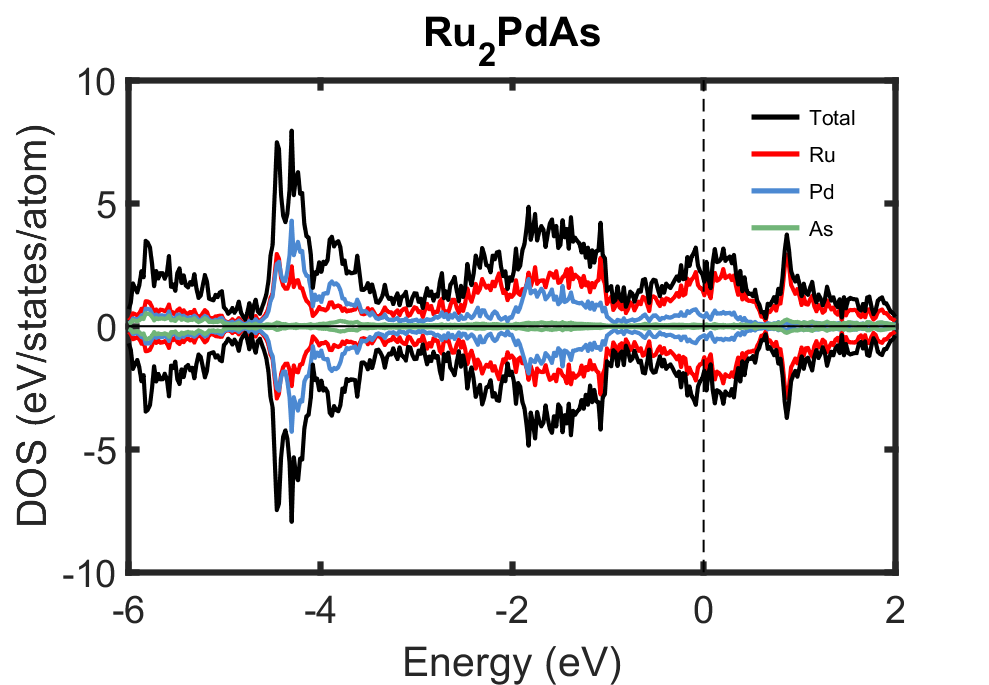 Ru2PdAs
10
5
0
-5
-10
DOS (eV/states/atom)
Total
Ru
Pd
As
-6 -4 -2 0 2
Energy (eV)